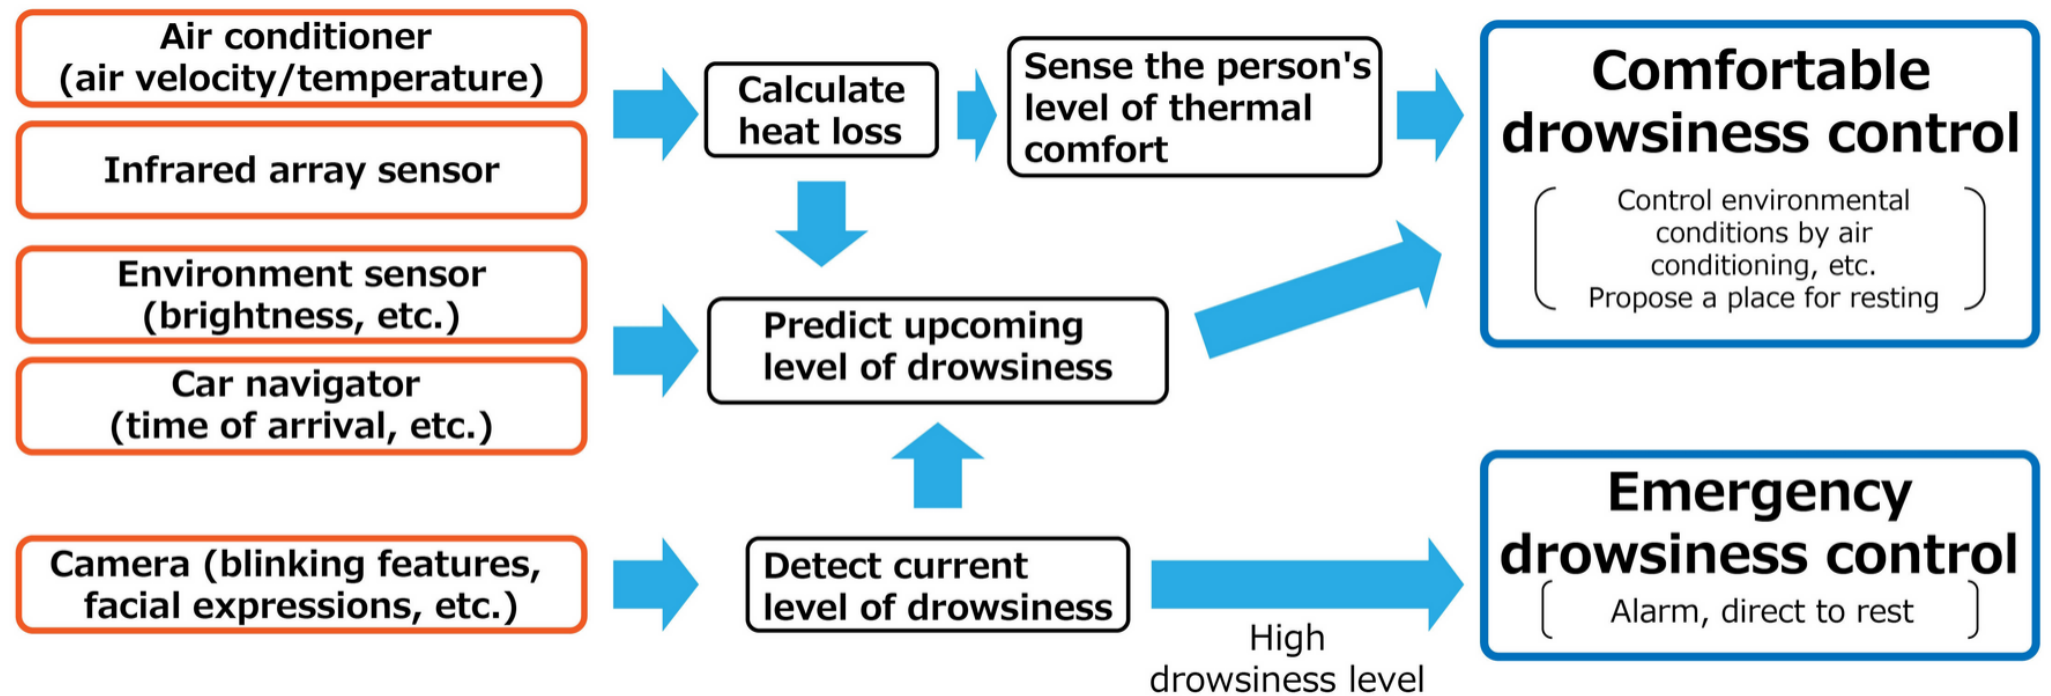 Air conditioner
(air velocity/temperature)
Infrared array sensor
Environment sensor
(brightness, etc.)
Car navigator
(time of arrival, etc.)
Camera (blinking features,
facial expressions, etc.)
Calculate
heat loss
Sense the person's
level of thermal
comfort
Predict upcoming
level of drowsiness
Detect current
level of drowsiness
High
drowsiness level
Comfortable
drowsiness control
Control environmental
conditions by air
conditioning, etc.
Propose a place for resting
Emergency
drowsiness control
Alarm, direct to rest